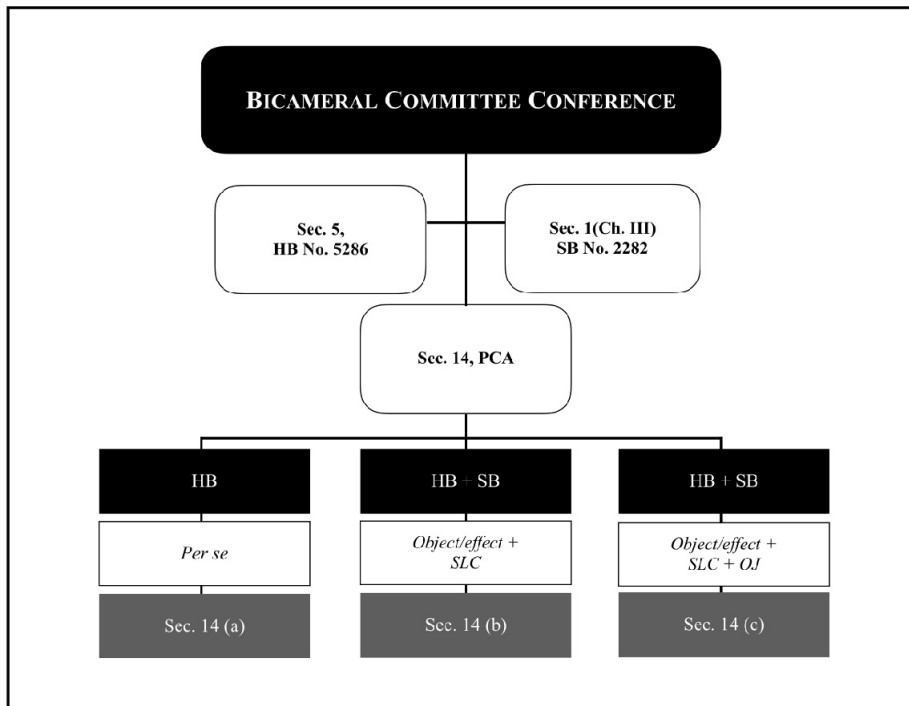 BICAMERAL COMMITTEE CONFERENCE
Sec. 5,
HB No. 5286
Sec. 1(Ch. III)
SB No. 2282
Sec. 14, PCA
HB
HB + SB
HB + SB
Per se
Object/effect +
SLC
Object/effect +
SLC + OJ
Sec. 14 (a)
Sec. 14 (b)
Sec. 14 (c)